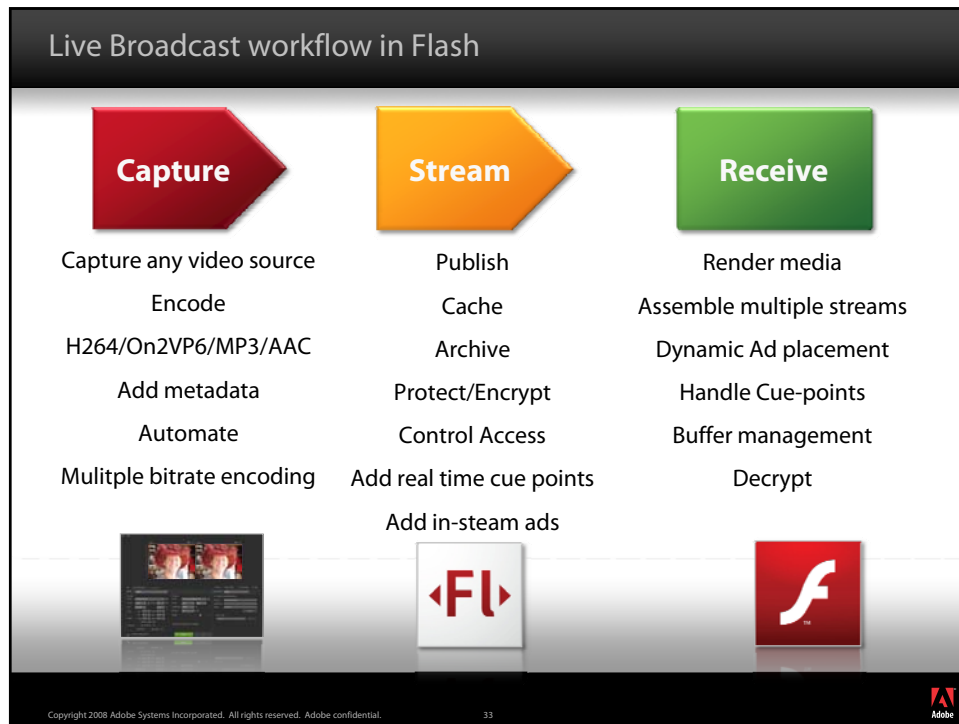 Live Broadcast workflow in Flash
Capture
Capture any video source
Encode
H264/On2VP6/MP3/AAC
Add metadata
Automate
Mulitple bitrate encoding
Stream
Publish
Cache
Archive
Protect/Encrypt
Control Access
Add real time cue points
Add in-steam ads
Fl
Receive
Render media
Assemble multiple streams
Dynamic Ad placement
Handle Cue-points
Buffer management
Decrypt
TM
Copyright 2008 Adobe Systems Incorporated. All rights reserved. Adobe confidential.
33
Adobe